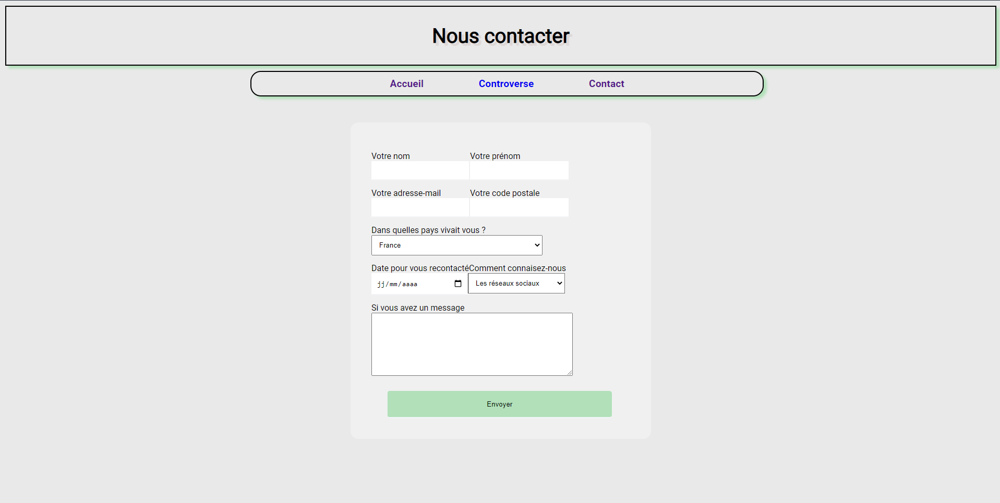 Nous contacter
Accueil Controverse Contact
Votre nom Votre prénom
Votre adresse-mail Votre code postale
Dans quelles pays vivait vous ?
France
Date pour vous recontactéComment connaisez-nous
jj/mm/aaaa Les réseaux sociaux
Si vous avez un message
Envoyer